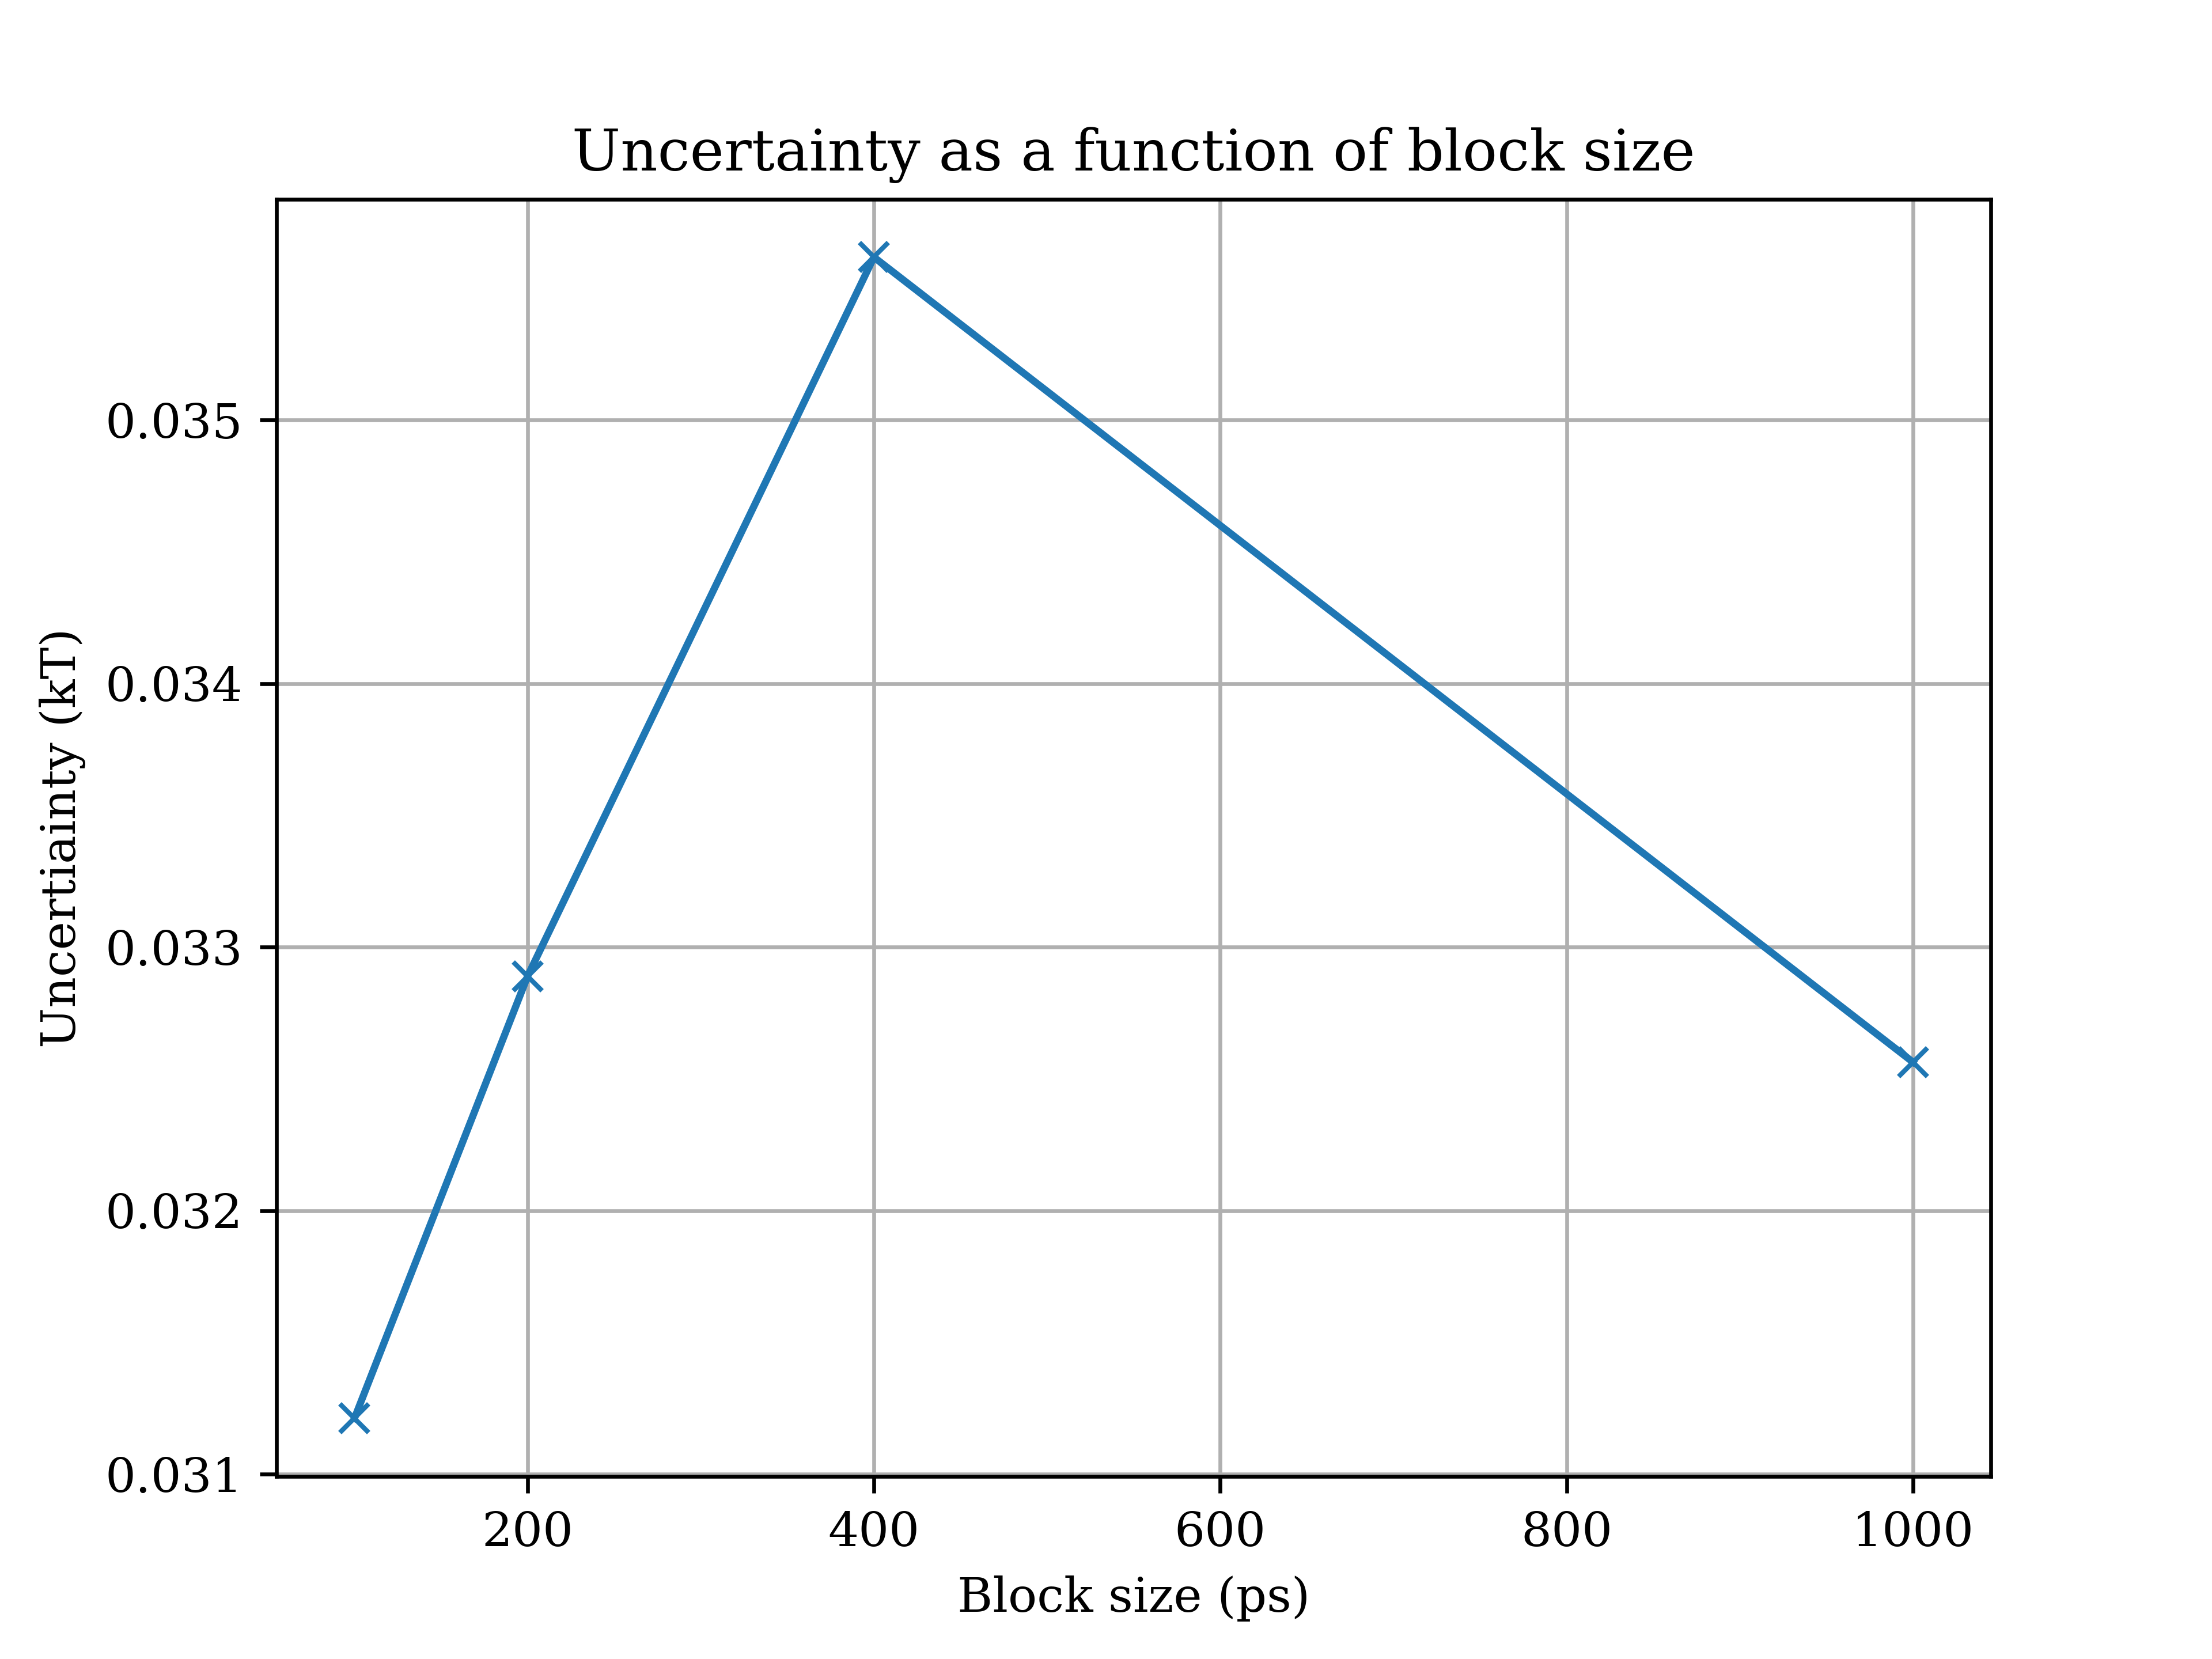 Uncertainty as a function of block size
Uncertiainty (kT)
0.035
0.034
0.033
0.032
0.031
200 400 600 800 1000
Block size (ps)